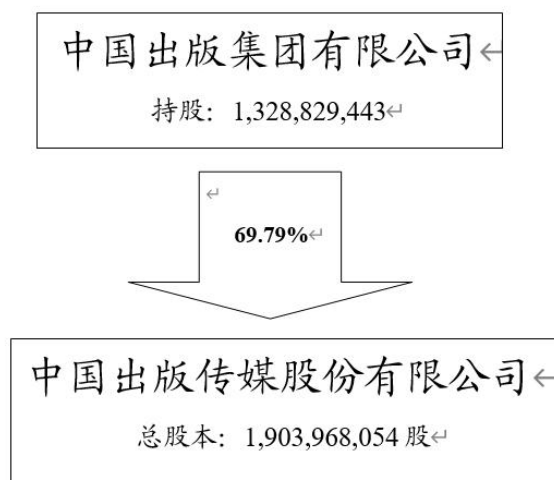 中国出版集团有限公司
持股：1,328,829,443
69.79%
中国出版传媒股份有限公司
总股本：1,903,968,054 股